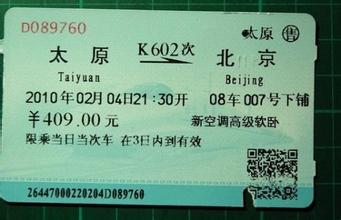 D089760 太原 售
太原 K602次 北京
Taiyuan Beijing
2010年02月04日21:30开 08车007号下铺
¥409.00元 新空调高级软卧
限乘当日当次车 在3日内到有效
26447000220204D089760